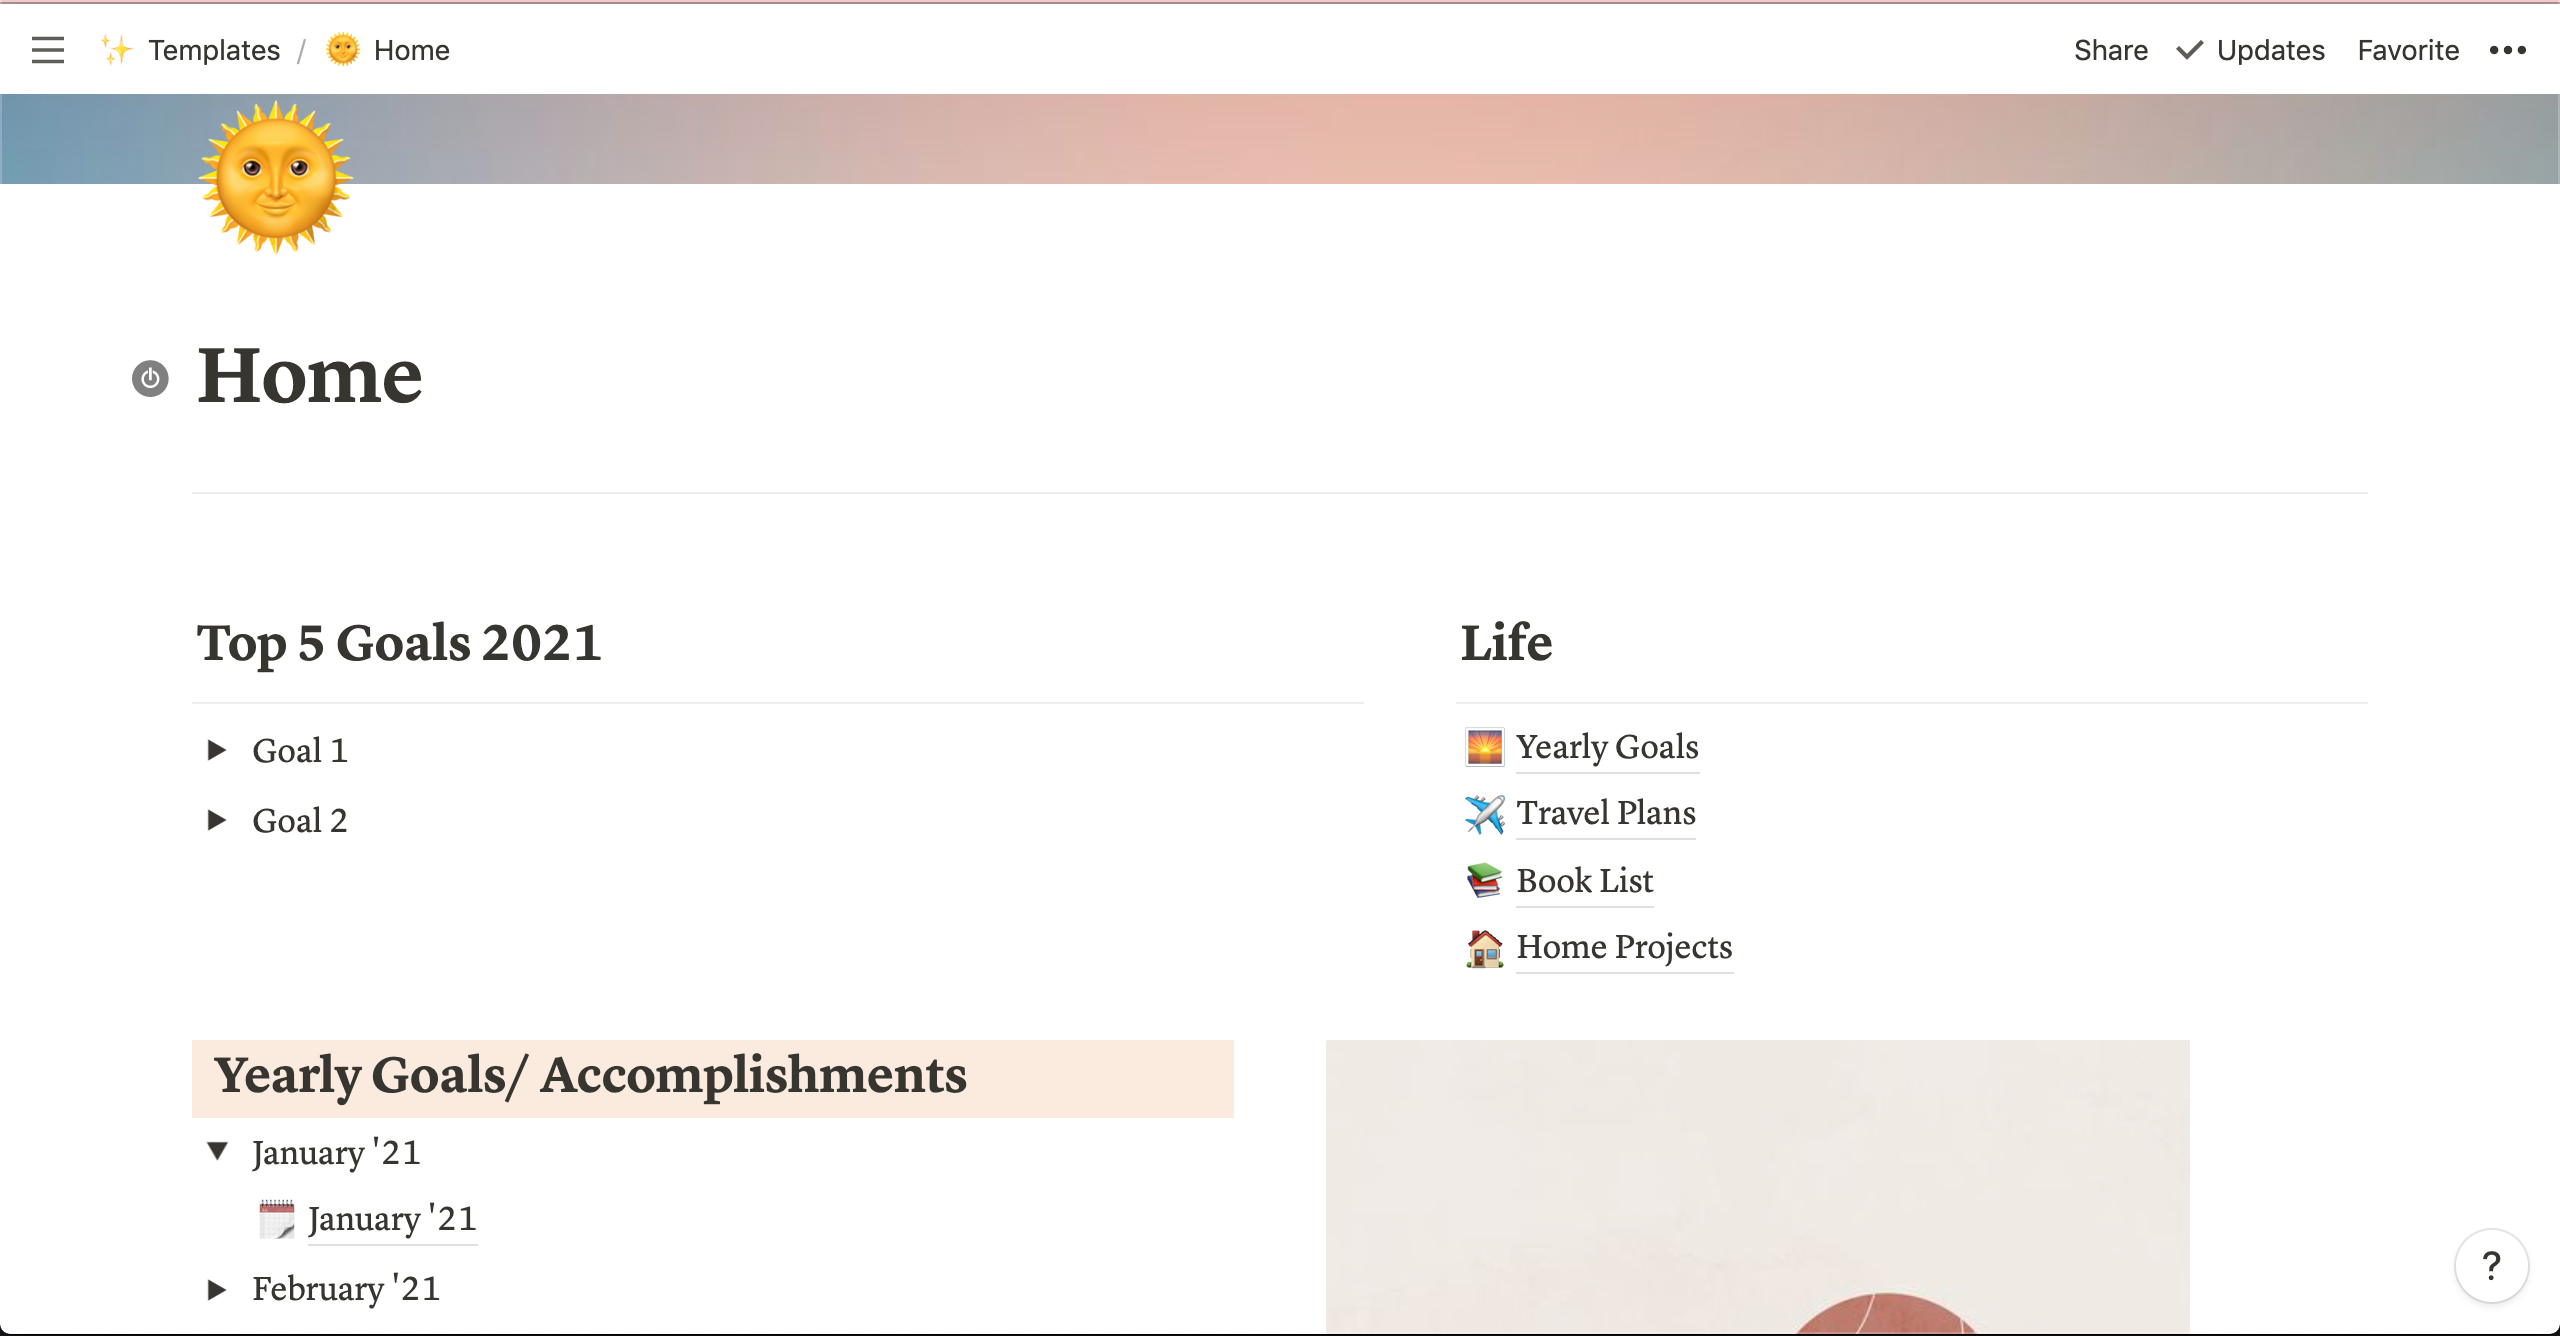 Templates / Home
Share Updates Favorite
Home
Top 5 Goals 2021
Goal 1
Goal 2
Life
Yearly Goals
Travel Plans
Book List
Home Projects
Yearly Goals/ Accomplishments
January '21
January '21
February '21
?